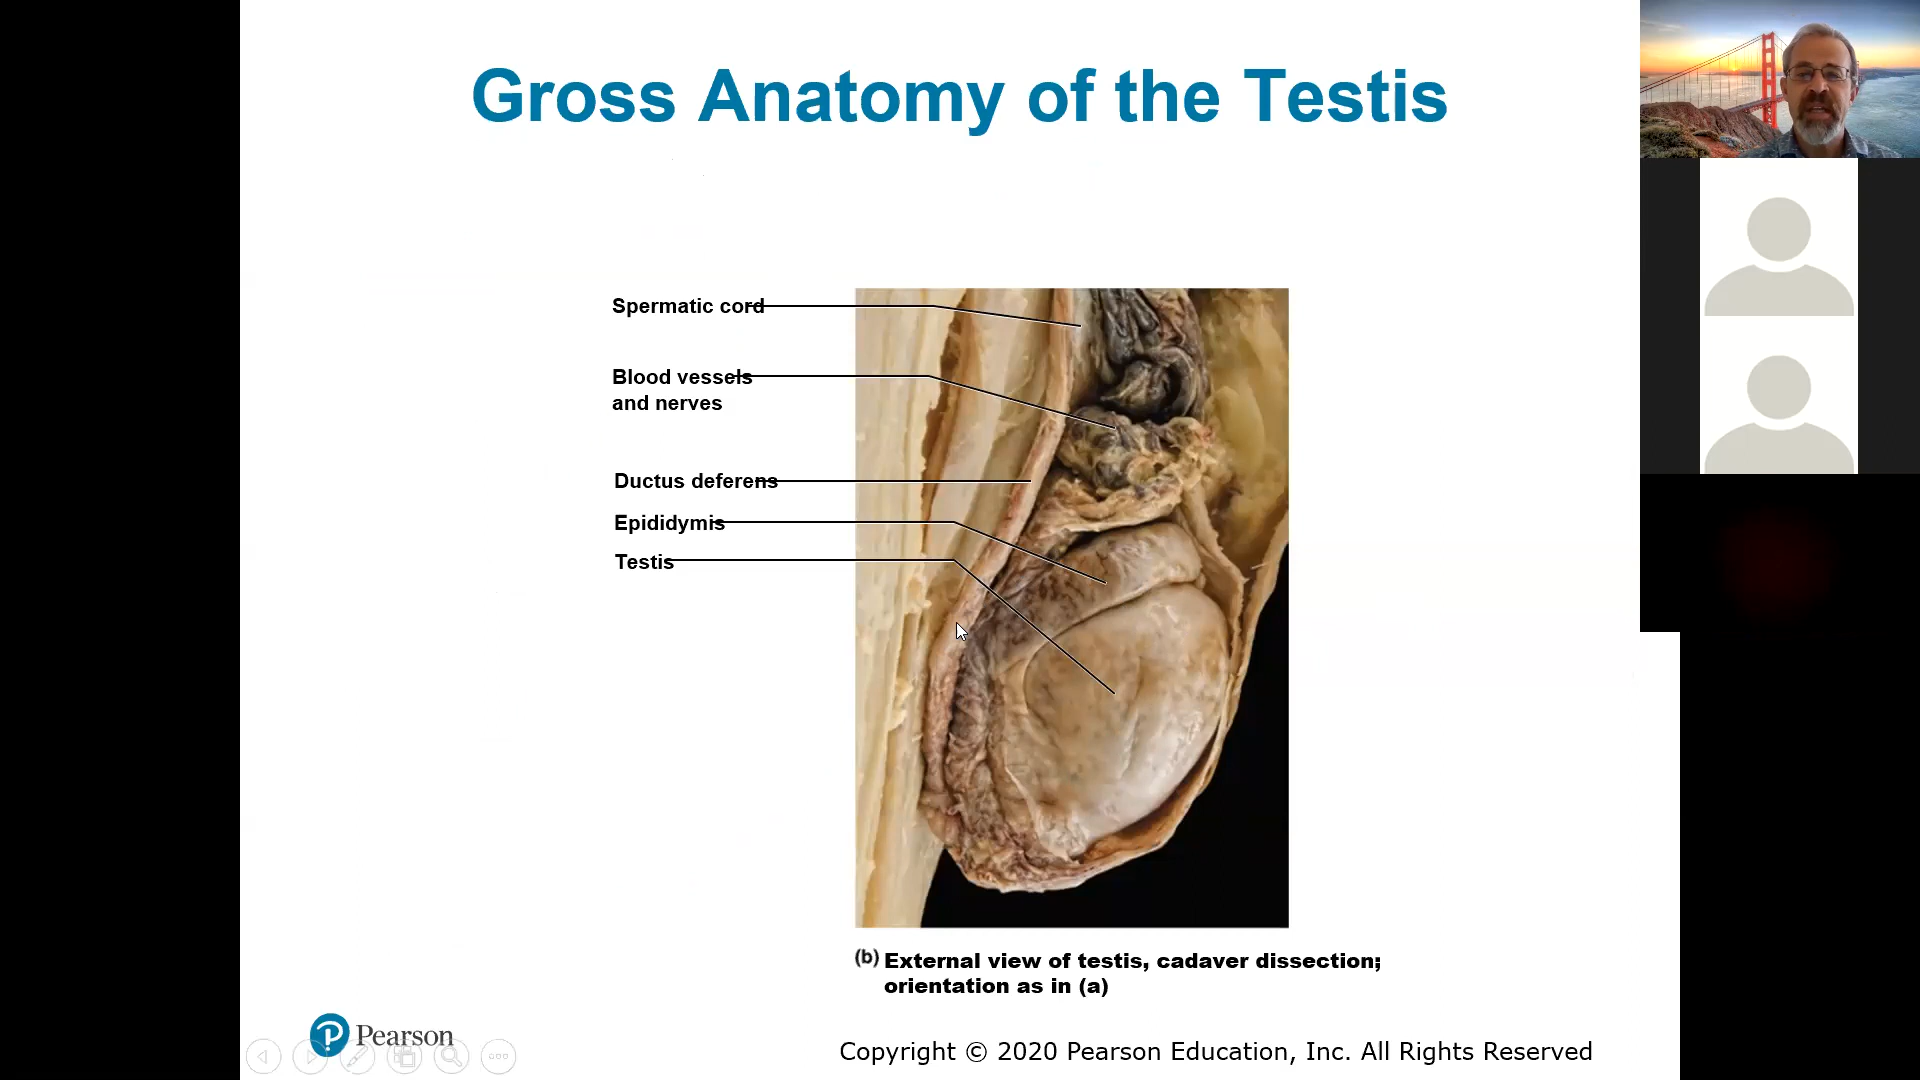 Gross Anatomy of the Testis
Spermatic cord
Blood vessels
and nerves
Ductus deferens
Epididymis
Testis
(b) External view of testis, cadaver dissection;
orientation as in (a)
P Pearson
Copyright © 2020 Pearson Education, Inc. All Rights Reserved